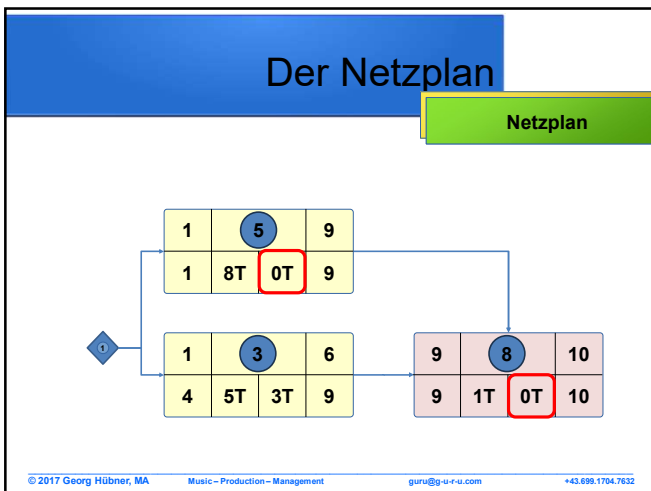 Der Netzplan
Netzplan
1 5 9
1 8T 0T 9
1
1 3 6
4 5T 3T 9
9 8 10
9 1T 0T 10
© 2017 Georg Hübner, MA Music – Production – Management guru@g-u-r-u.com +43.699.1704.7632